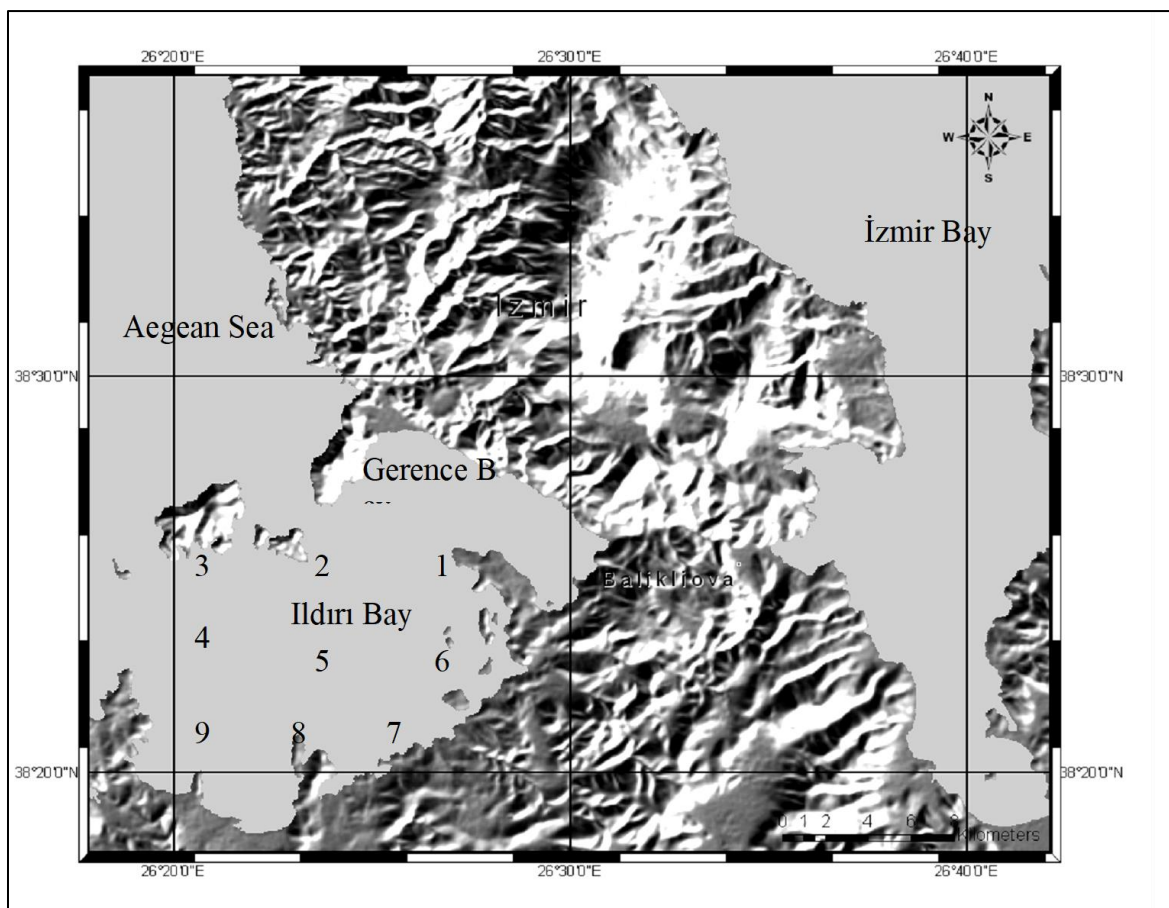 26°20'0"E 26°30'0"E 26°40'0"E
N
W E
S
İzmir Bay
Izmir
Aegean Sea
38°30'0"N 38°30'0"N
Gerence B
3 2 1
Balikliova
Ildırı Bay
4
5 6
9 8 7
38°20'0"N 38°20'0"N
0 1 2 4 6 8
Kilometers
26°20'0"E 26°30'0"E 26°40'0"E